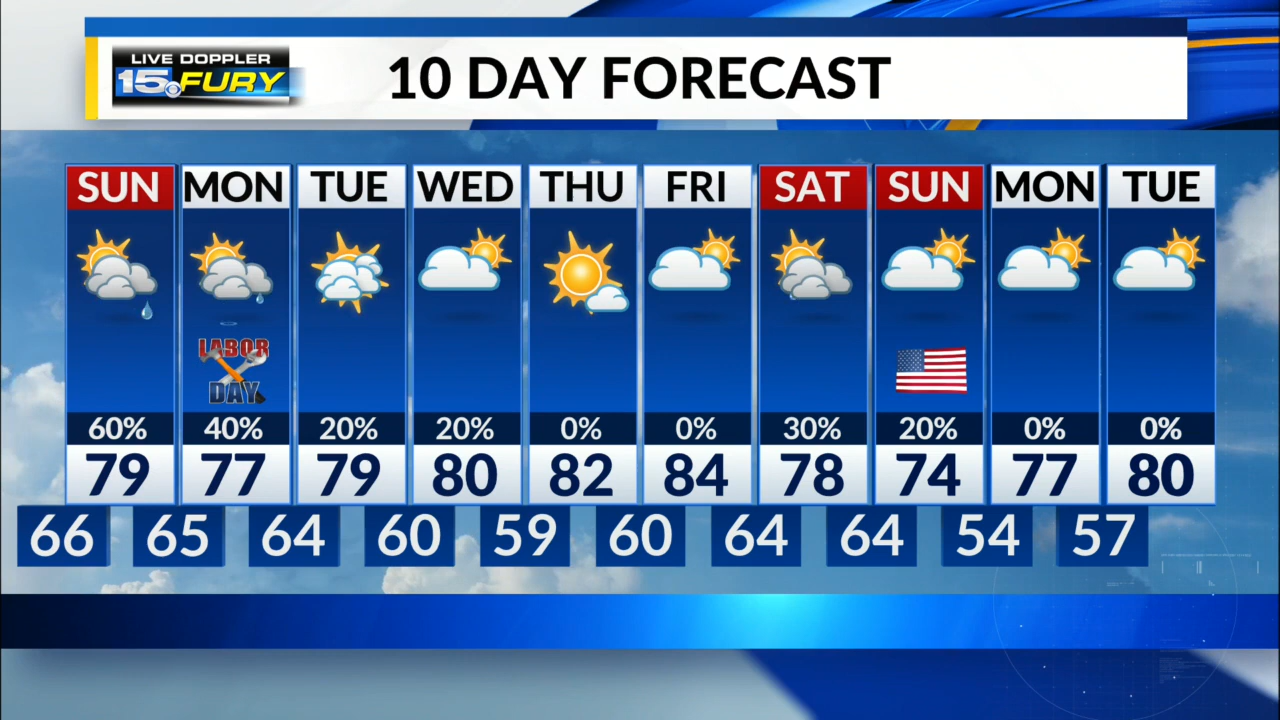 LIVE DOPPLER
15 FURY
10 DAY FORECAST
SUN MON TUE WED THU FRI SAT SUN MON TUE
LABOR
DAY
60% 40% 20% 20% 0% 0% 30% 20% 0% 0%
79 77 79 80 82 84 78 74 77 80
66 65 64 60 59 60 64 64 54 57